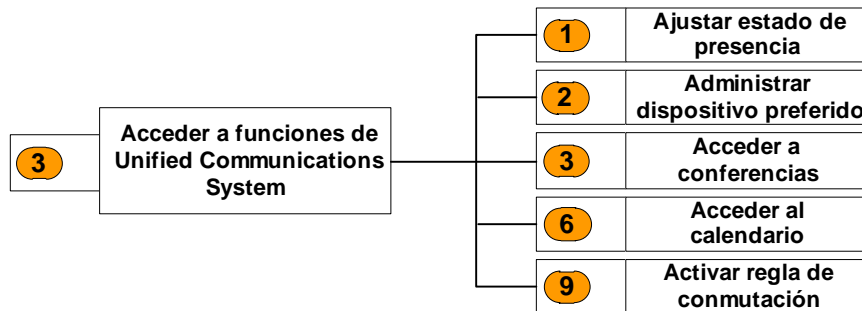 1
Ajustar estado de
presencia
2
Administrar
dispositivo preferido
3
Acceder a funciones de
Unified Communications
System
3
Acceder a
conferencias
6
Acceder al
calendario
9
Activar regla de
conmutación